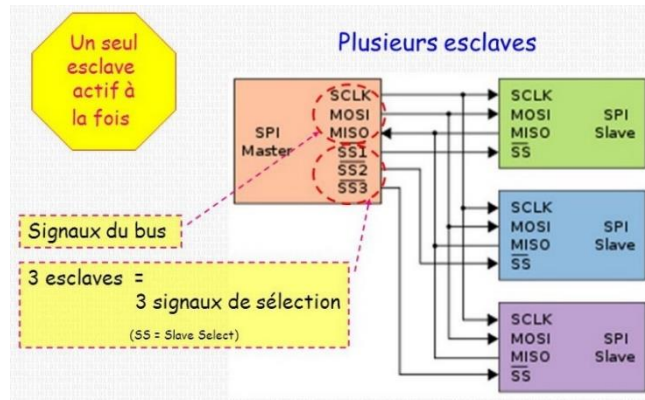 Un seul
esclave
actif à
la fois
Plusieurs esclaves
SPI
Master
SCLK
MOSI
MISO
SS1
SS2
SS3
SCLK
MOSI
MISO
SS
SPI
Slave
SCLK
MOSI
MISO
SS
SPI
Slave
SCLK
MOSI
MISO
SS
SPI
Slave
Signaux du bus
3 esclaves =
3 signaux de sélection
(SS = Slave Select)